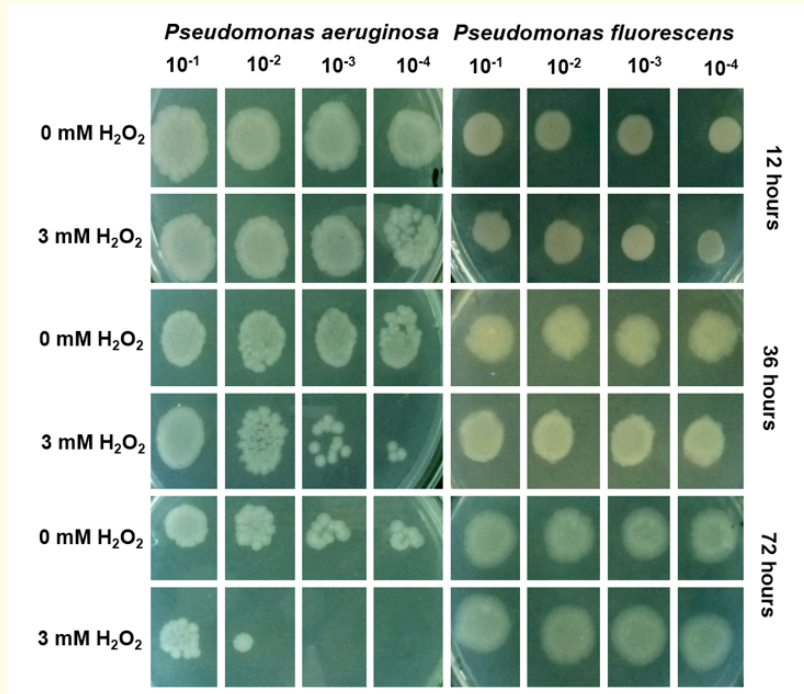 Pseudomonas aeruginosa Pseudomonas fluorescens
10⁻¹ 10⁻² 10⁻³ 10⁻⁴ 10⁻¹ 10⁻² 10⁻³ 10⁻⁴
0 mM H₂O₂
3 mM H₂O₂
12 hours
0 mM H₂O₂
3 mM H₂O₂
36 hours
0 mM H₂O₂
3 mM H₂O₂
72 hours